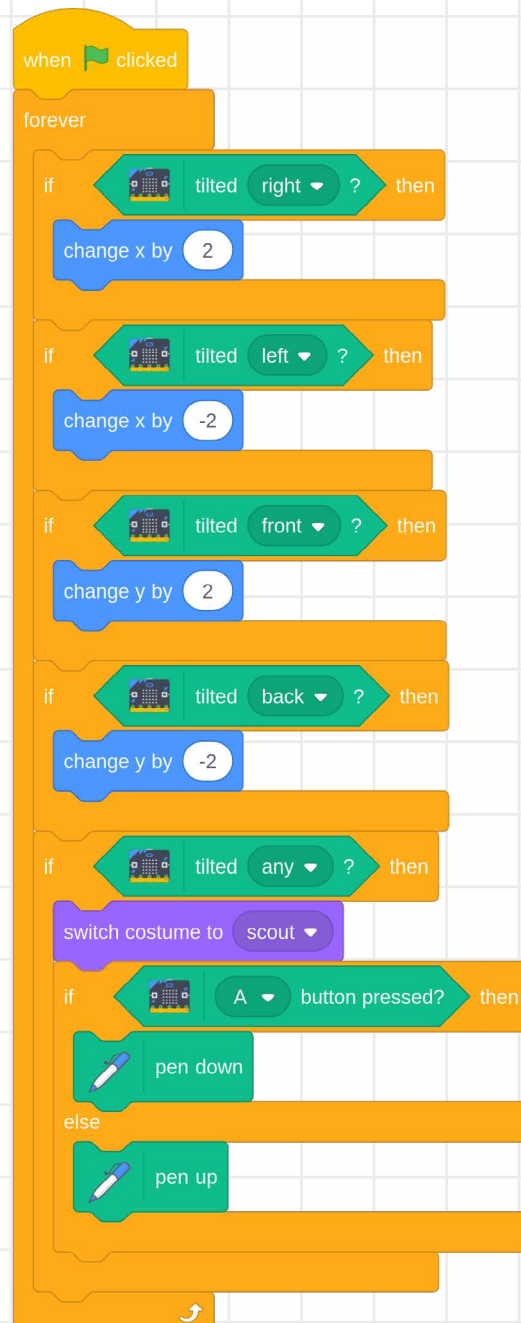 when clicked
forever
if tilted right ? then
change x by 2
if tilted left ? then
change x by -2
if tilted front ? then
change y by 2
if tilted back ? then
change y by -2
if tilted any ? then
switch costume to scout
if A button pressed? then
pen down
else
pen up